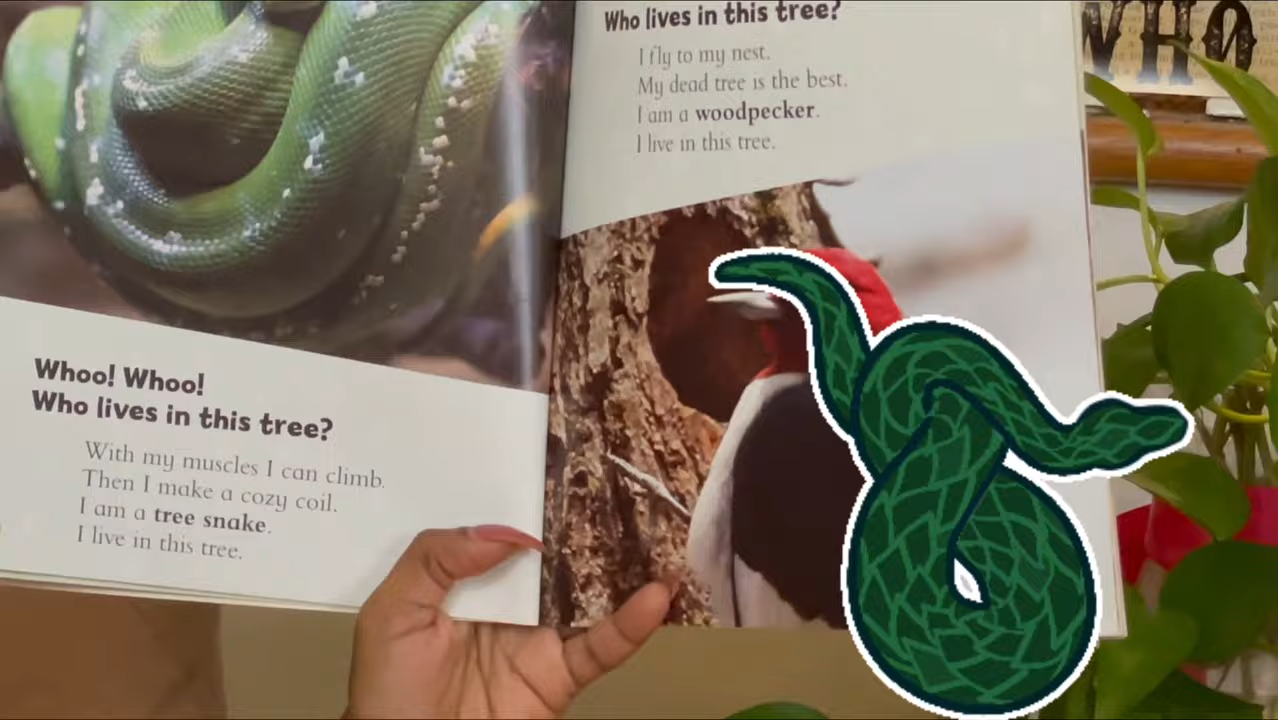 Whoo! Whoo!
Who lives in this tree?
With my muscles I can climb.
Then I make a cozy coil.
I am a tree snake.
I live in this tree.
Who lives in this tree?
I fly to my nest.
My dead tree is the best.
I am a woodpecker.
I live in this tree.
WHO